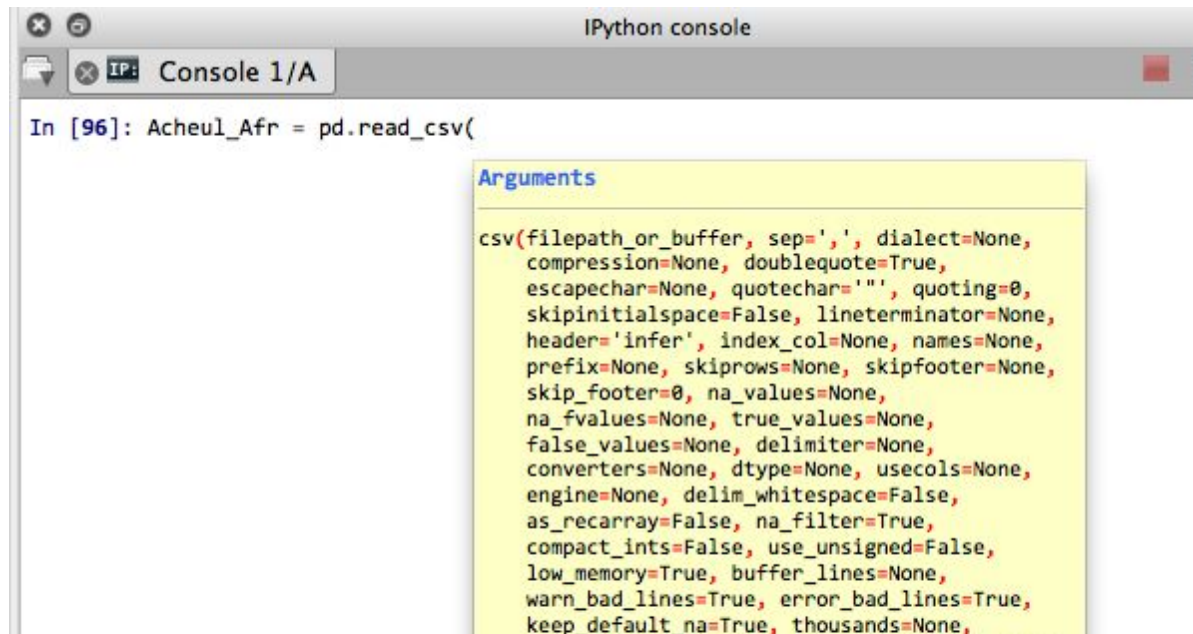 IPython console
IP: Console 1/A
In [96]: Acheul_Afr = pd.read_csv(
Arguments
csv(filepath_or_buffer, sep=',', dialect=None,
compression=None, doublequote=True,
escapechar=None, quotechar='"', quoting=0,
skipinitialspace=False, lineterminator=None,
header='infer', index_col=None, names=None,
prefix=None, skiprows=None, skipfooter=None,
skip_footer=0, na_values=None,
na_fvalues=None, true_values=None,
false_values=None, delimiter=None,
converters=None, dtype=None, usecols=None,
engine=None, delim_whitespace=False,
as_recarray=False, na_filter=True,
compact_ints=False, use_unsigned=False,
low_memory=True, buffer_lines=None,
warn_bad_lines=True, error_bad_lines=True,
keep_default_na=True, thousands=None,